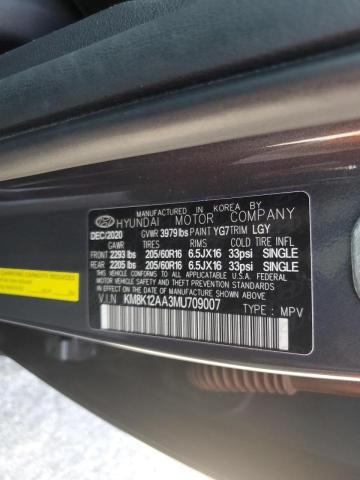 MANUFACTURED IN KOREA BY
HYUNDAI MOTOR COMPANY
DEC/2020 GVWR 3979 lbs PAINT YG7 TRIM LGY
GAWR TIRES RIMS COLD TIRE INFL
FRONT 2293 lbs 205/60R16 6.5JX16 33psi SINGLE
REAR 2205 lbs 205/60R16 6.5JX16 33psi SINGLE
THIS VEHICLE CONFORMS TO ALL
APPLICABLE U.S.A. FEDERAL MOTOR
VEHICLE SAFETY, BUMPER, AND THEFT
PREVENTION STANDARDS IN EFFECT ON THE
DATE OF MANUFACTURE SHOWN ABOVE.
V.I.N KM8K12AA3MU709007
TYPE : MPV